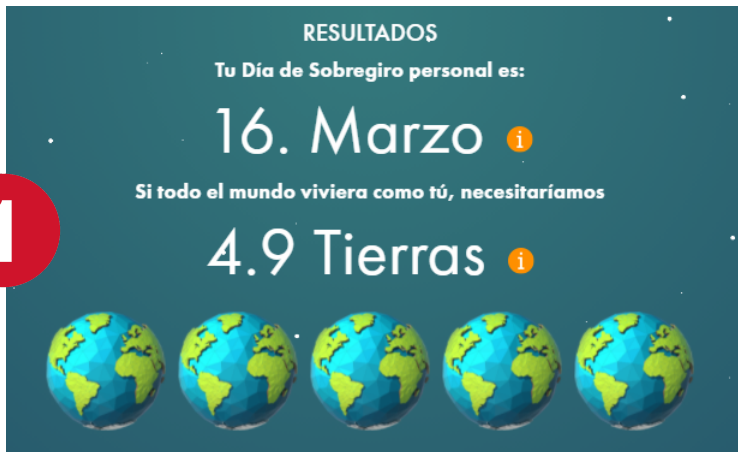 RESULTADOS
Tu Día de Sobregiro personal es:
16. Marzo i
Si todo el mundo viviera como tú, necesitaríamos
4.9 Tierras i
1